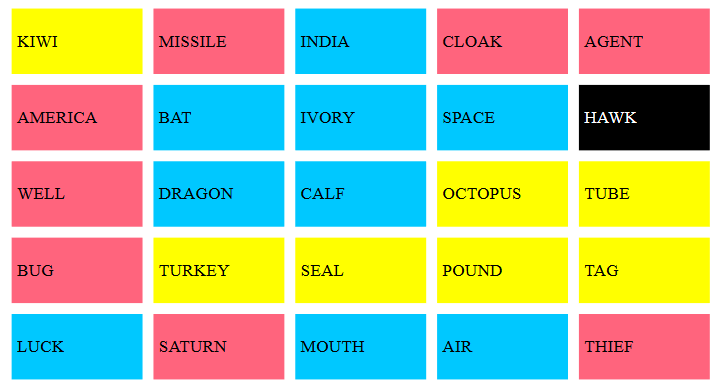 KIWI MISSILE INDIA CLOAK AGENT
AMERICA BAT IVORY SPACE HAWK
WELL DRAGON CALF OCTOPUS TUBE
BUG TURKEY SEAL POUND TAG
LUCK SATURN MOUTH AIR THIEF